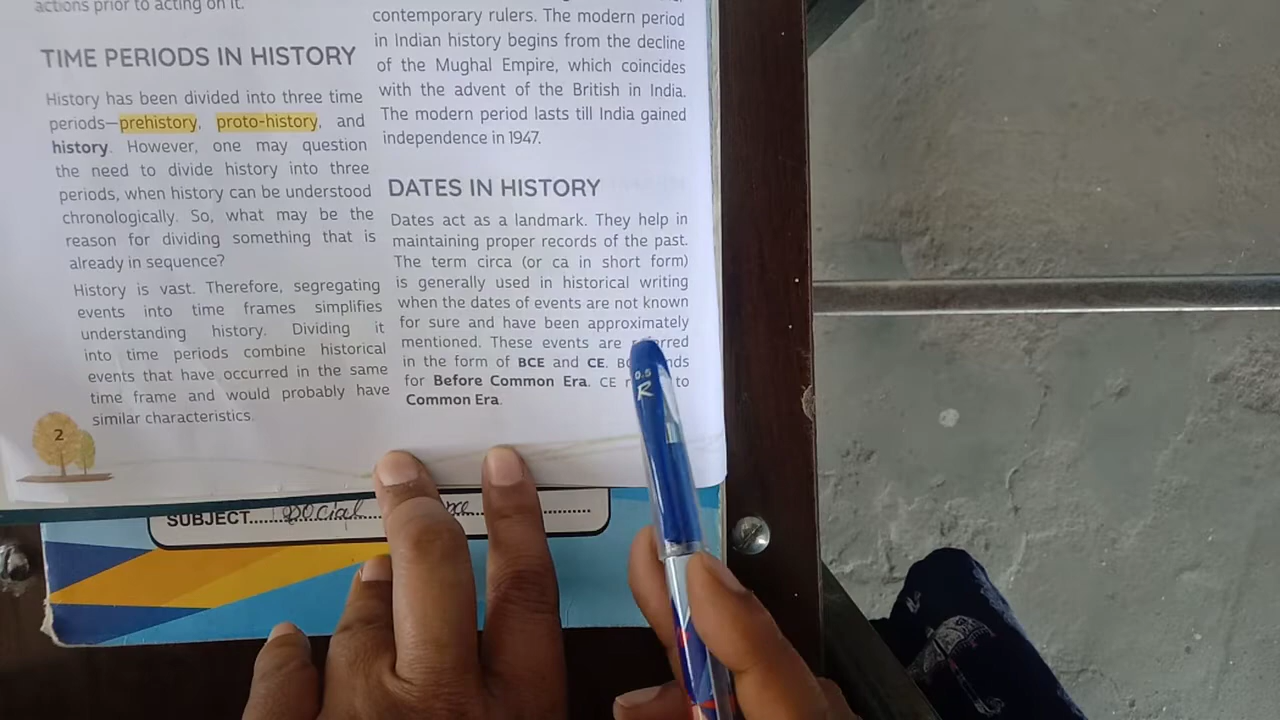 actions prior to acting on it.
TIME PERIODS IN HISTORY
History has been divided into three time
periods—prehistory, proto-history, and
history. However, one may question
the need to divide history into three
periods, when history can be understood
chronologically. So, what may be the
reason for dividing something that is
already in sequence?
History is vast. Therefore, segregating
events into time frames simplifies
understanding history. Dividing it
into time periods combine historical
events that have occurred in the same
time frame and would probably have
similar characteristics.
2
contemporary rulers. The modern period
in Indian history begins from the decline
of the Mughal Empire, which coincides
with the advent of the British in India.
The modern period lasts till India gained
independence in 1947.
DATES IN HISTORY
Dates act as a landmark. They help in
maintaining proper records of the past.
The term circa (or ca in short form)
is generally used in historical writing
when the dates of events are not known
for sure and have been approximately
mentioned. These events are
in the form of BCE and CE.
for Before Common Era. CE to
Common Era.
SUBJECT social
0.5
R